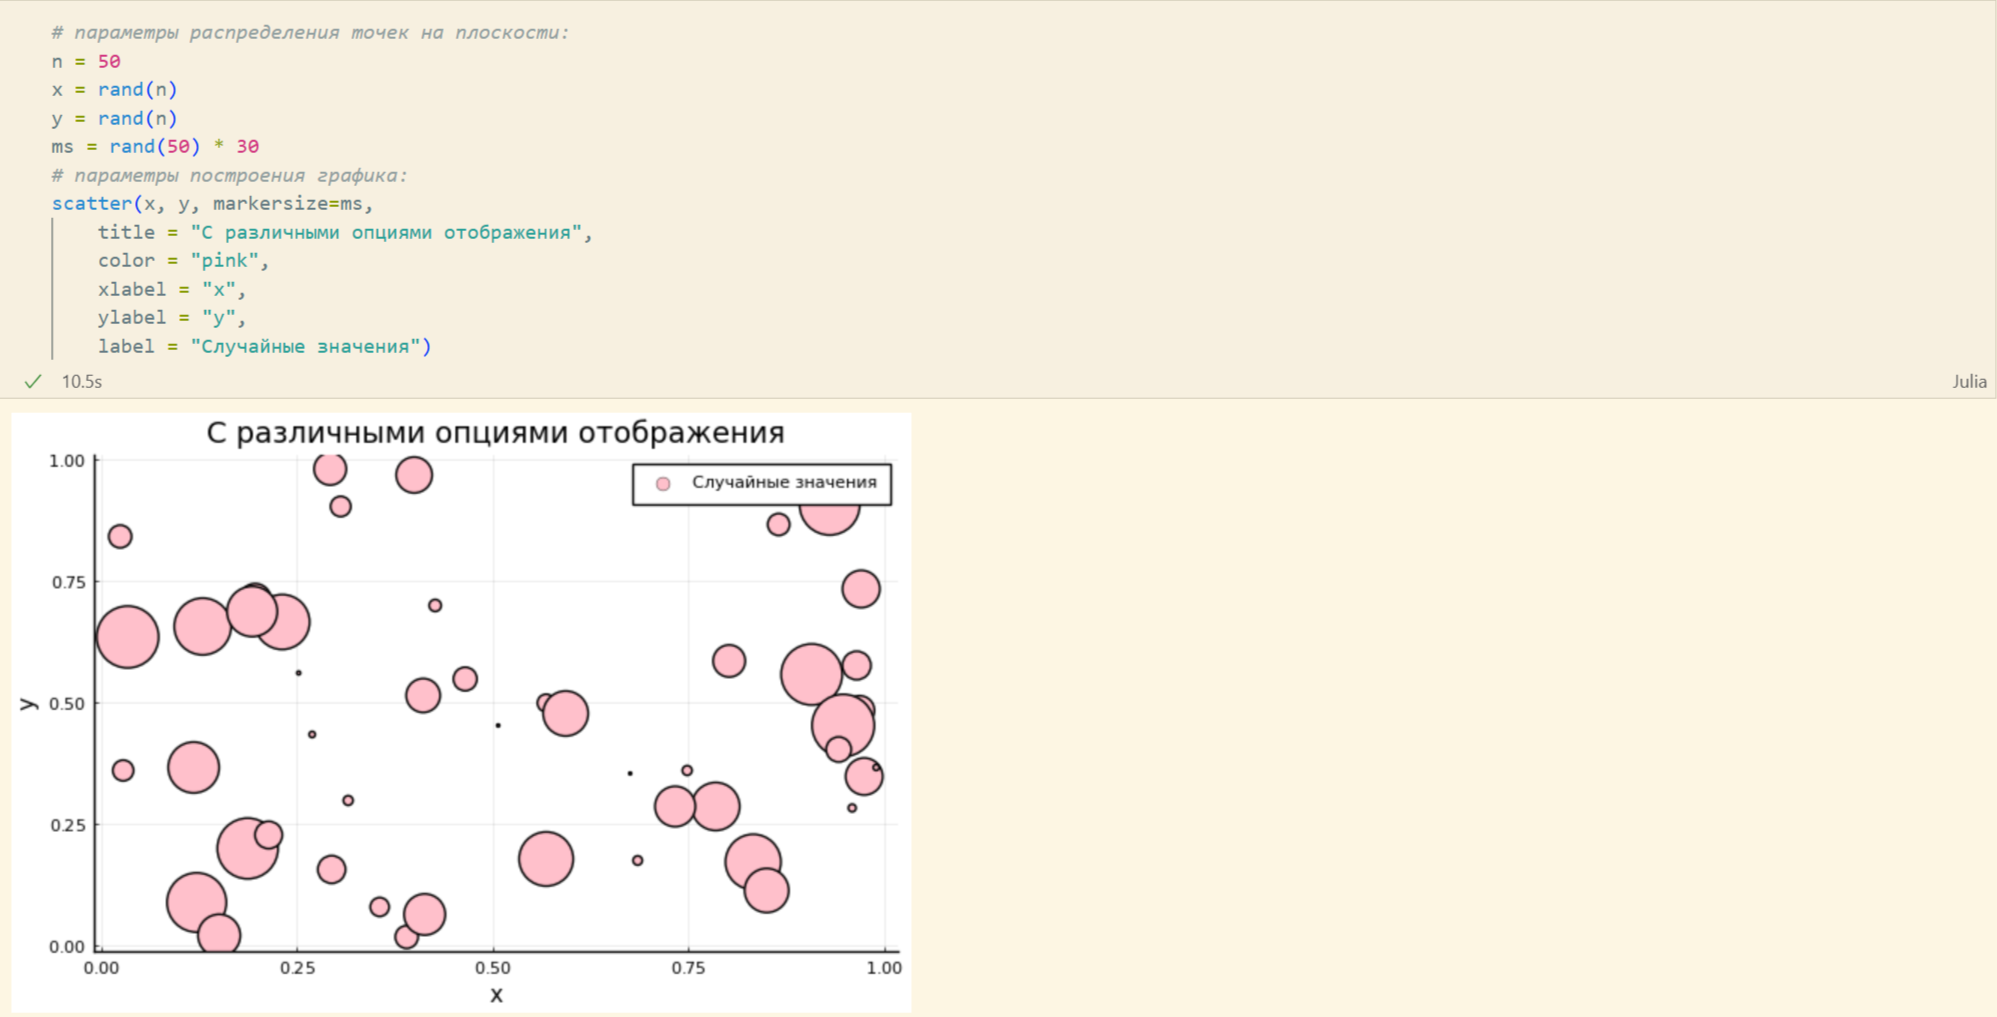 # параметры распределения точек на плоскости:
n = 50
x = rand(n)
y = rand(n)
ms = rand(50) * 30
# параметры построения графика:
scatter(x, y, markersize=ms,
title = "С различными опциями отображения",
color = "pink",
xlabel = "x",
ylabel = "y",
label = "Случайные значения")
10.5s
Julia
С различными опциями отображения
1.00
Случайные значения
0.75
y
0.50
0.25
0.00
0.00 0.25 0.50 0.75 1.00
x